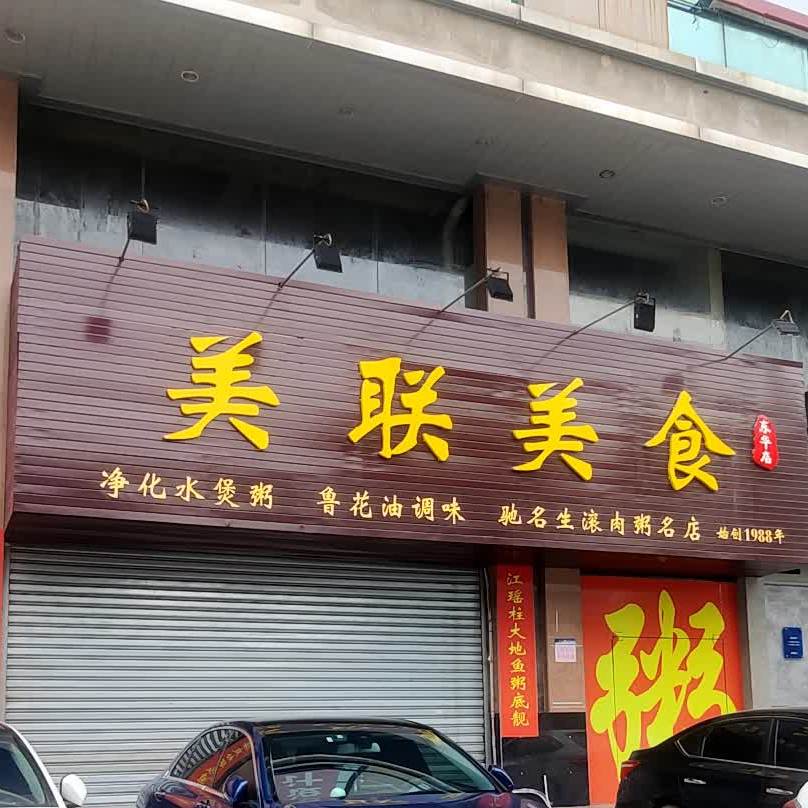 美联美食
东华店
净化水煲粥 鲁花油调味 驰名生滚肉粥名店 始创1988年
江瑶柱大地鱼粥底靓
粥